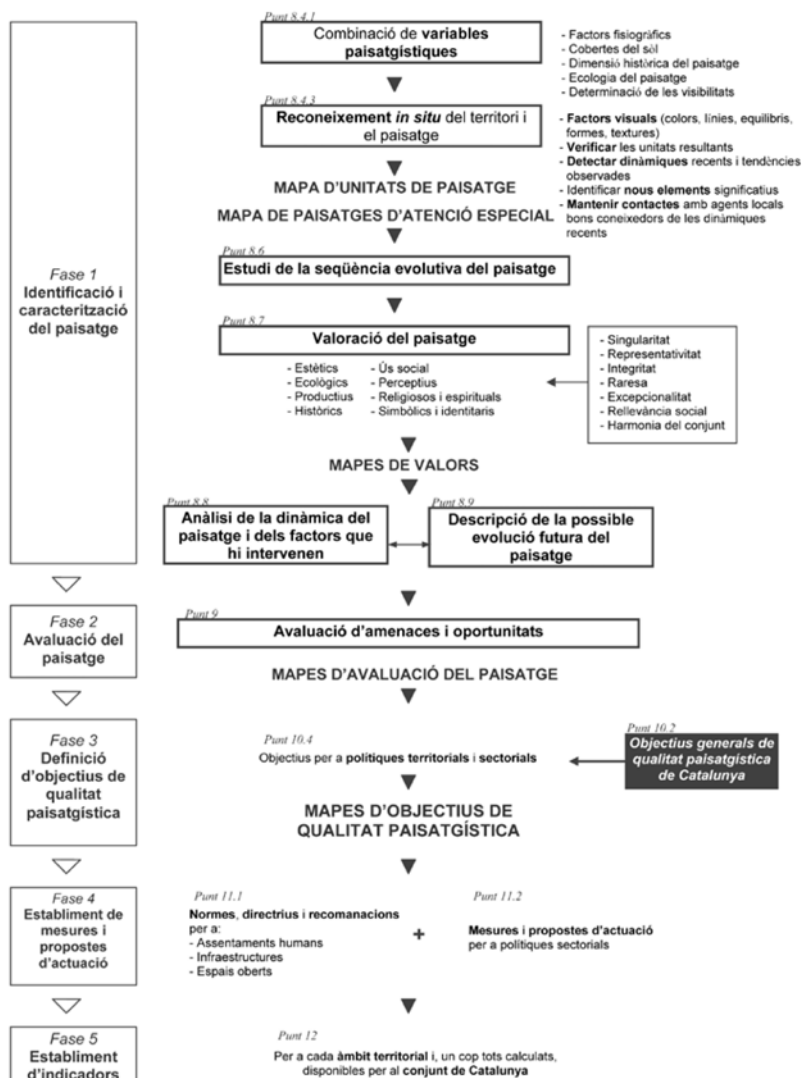 Punt 8.4.1
Combinació de variables
paisatgístiques
- Factors fisiogràfics
- Cobertes del sòl
- Dimensió històrica del paisatge
- Ecologia del paisatge
- Determinació de les visibilitats
Punt 8.4.3
Reconeixement in situ del territori i
el paisatge
- Factors visuals (colors, línies, equilibris,
formes, textures)
- Verificar les unitats resultants
- Detectar dinàmiques recents i tendències
observades
- Identificar nous elements significatius
- Mantenir contactes amb agents locals
bons coneixedors de les dinàmiques
recents
MAPA D'UNITATS DE PAISATGE
MAPA DE PAISATGES D'ATENCIÓ ESPECIAL
Fase 1
Identificació i
caracterització
del paisatge
Punt 8.6
Estudi de la seqüència evolutiva del paisatge
Punt 8.7
Valoració del paisatge
- Estètics
- Ecològics
- Productius
- Històrics
- Ús social
- Perceptius
- Religiosos i espirituals
- Simbòlics i identitaris
- Singularitat
- Representativitat
- Integritat
- Raresa
- Excepcionalitat
- Rellevància social
- Harmonia del conjunt
MAPES DE VALORS
Punt 8.8
Anàlisi de la dinàmica del
paisatge i dels factors que
hi intervenen
Punt 8.9
Descripció de la possible
evolució futura del
paisatge
Fase 2
Avaluació del
paisatge
Punt 9
Avaluació d'amenaces i oportunitats
MAPES D'AVALUACIÓ DEL PAISATGE
Fase 3
Definició
d'objectius de
qualitat
paisatgística
Punt 10.4
Objectius per a polítiques territorials i sectorials
Punt 10.2
Objectius generals de
qualitat paisatgística
de Catalunya
MAPES D'OBJECTIUS DE
QUALITAT PAISATGÍSTICA
Fase 4
Establiment de
mesures i
propostes
d'actuació
Punt 11.1
Normes, directrius i recomanacions
per a:
- Assentaments humans
- Infraestructures
- Espais oberts
+
Punt 11.2
Mesures i propostes d'actuació
per a polítiques sectorials
Fase 5
Establiment
d'indicadors
Punt 12
Per a cada àmbit territorial i, un cop tots calculats,
disponibles per al conjunt de Catalunya